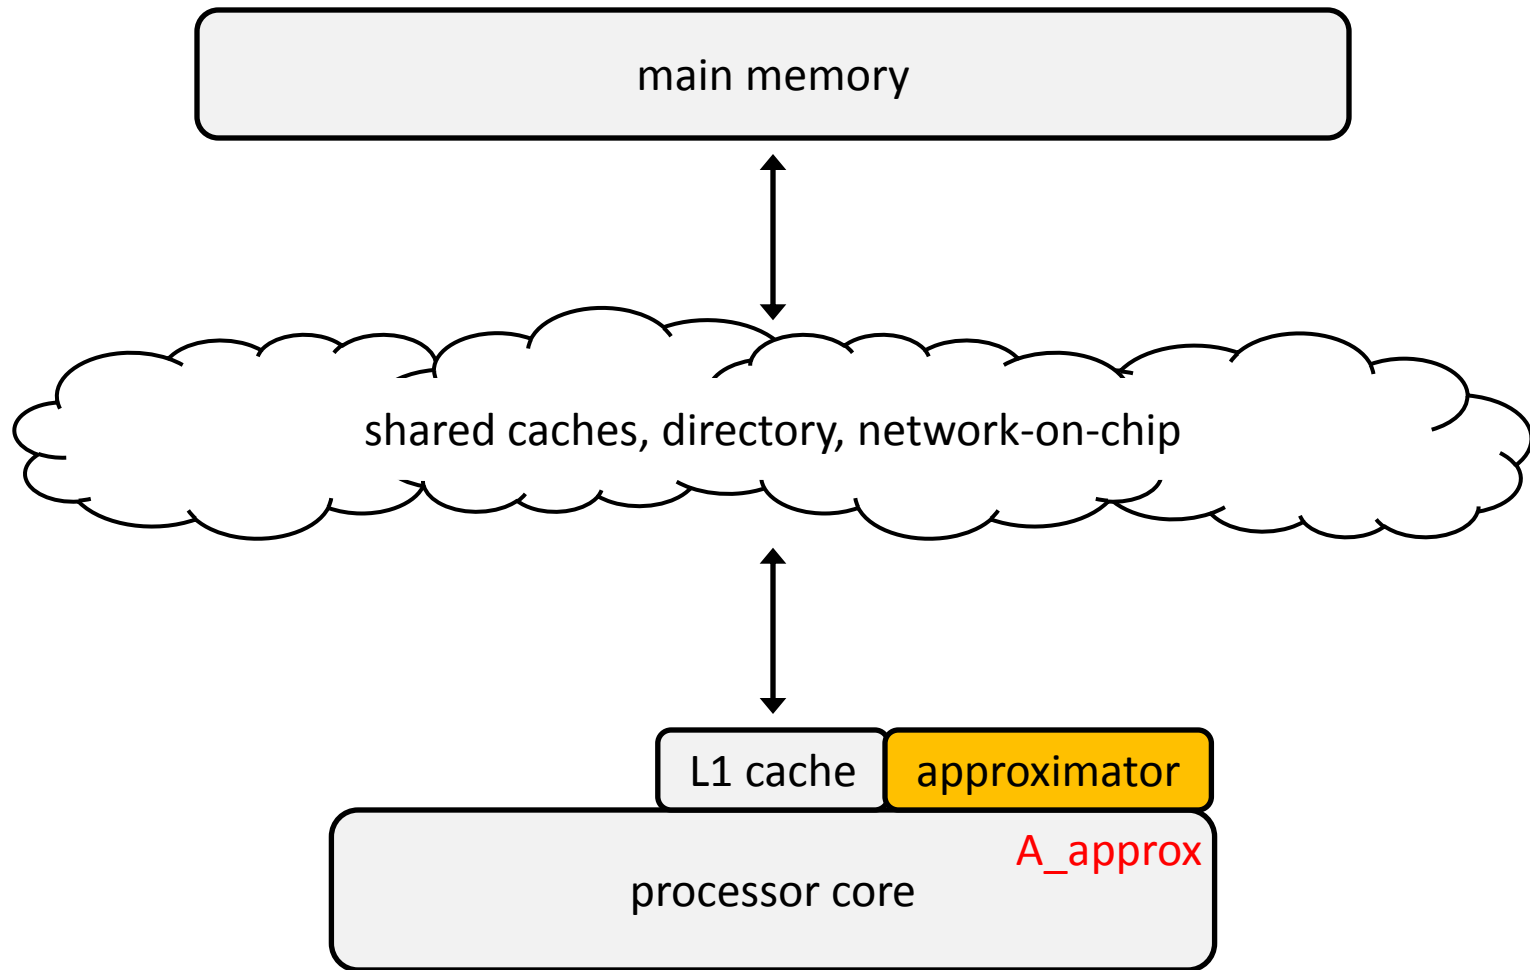 main memory
shared caches, directory, network-on-chip
L1 cache
approximator
A_approx
processor core